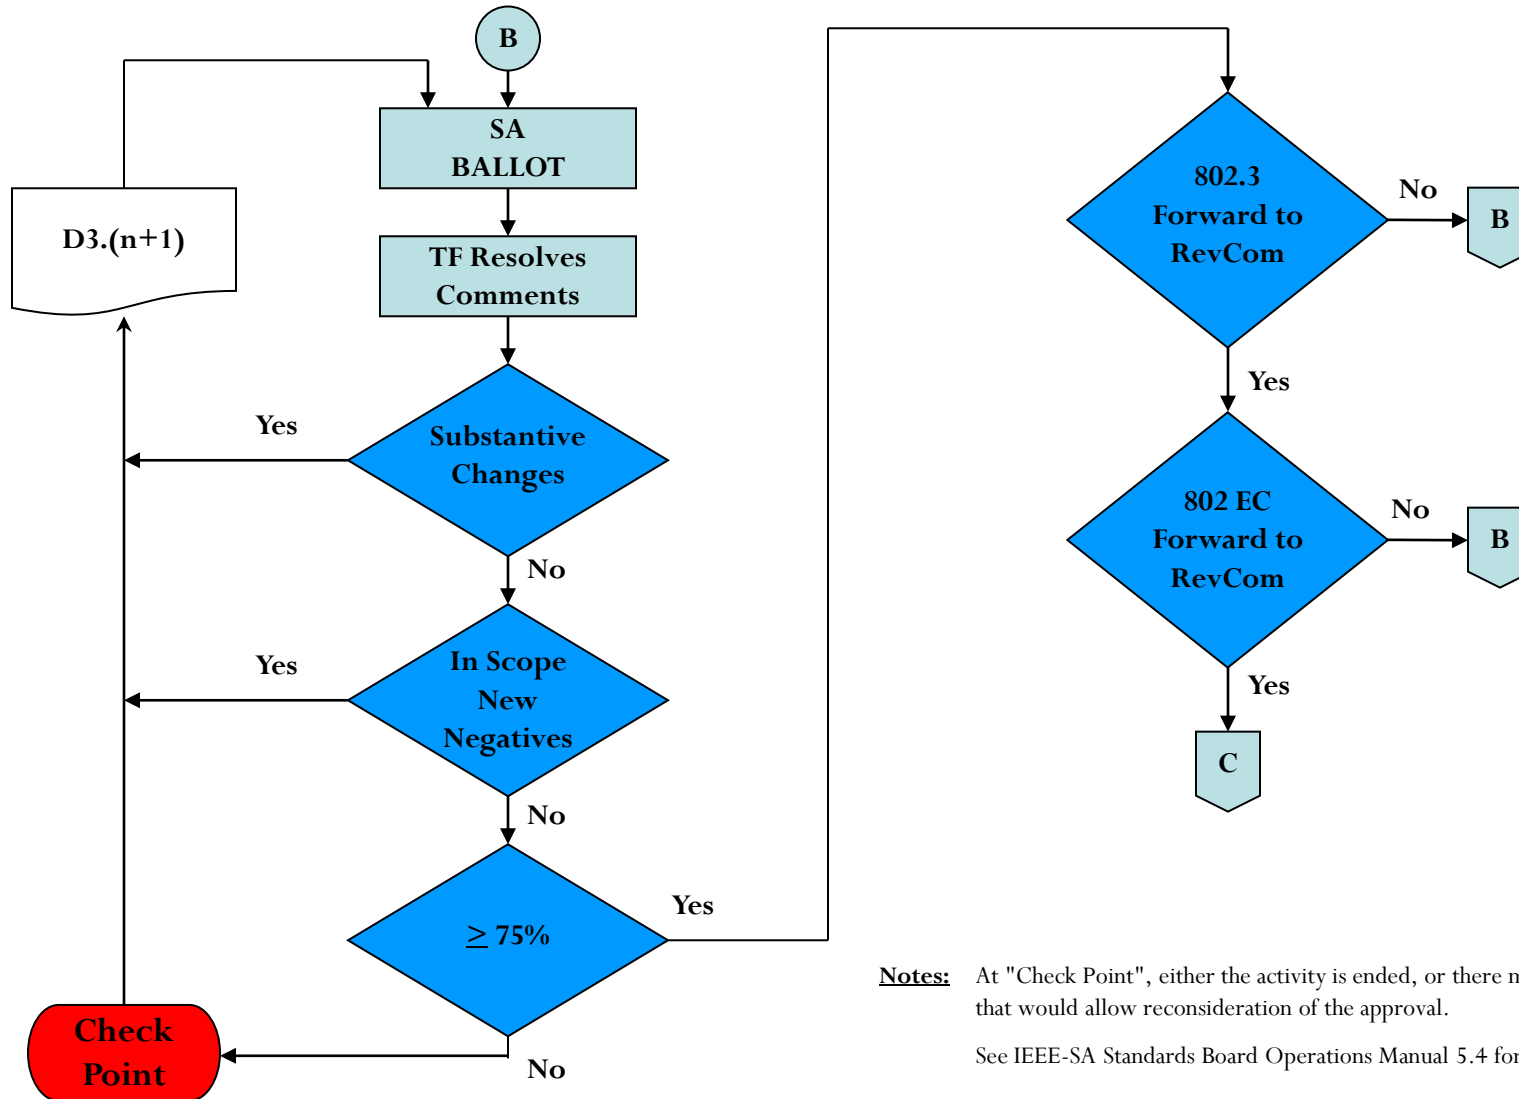 B
SA
BALLOT
D3.(n+1)
TF Resolves
Comments
Yes
Substantive
Changes
No
Yes
In Scope
New
Negatives
No
≥ 75%
Yes
No
Check
Point
802.3
Forward to
RevCom
No
B
Yes
802 EC
Forward to
RevCom
No
B
Yes
C
Notes: At "Check Point", either the activity is ended, or there
that would allow reconsideration of the approval.
See IEEE-SA Standards Board Operations Manual 5.4 for